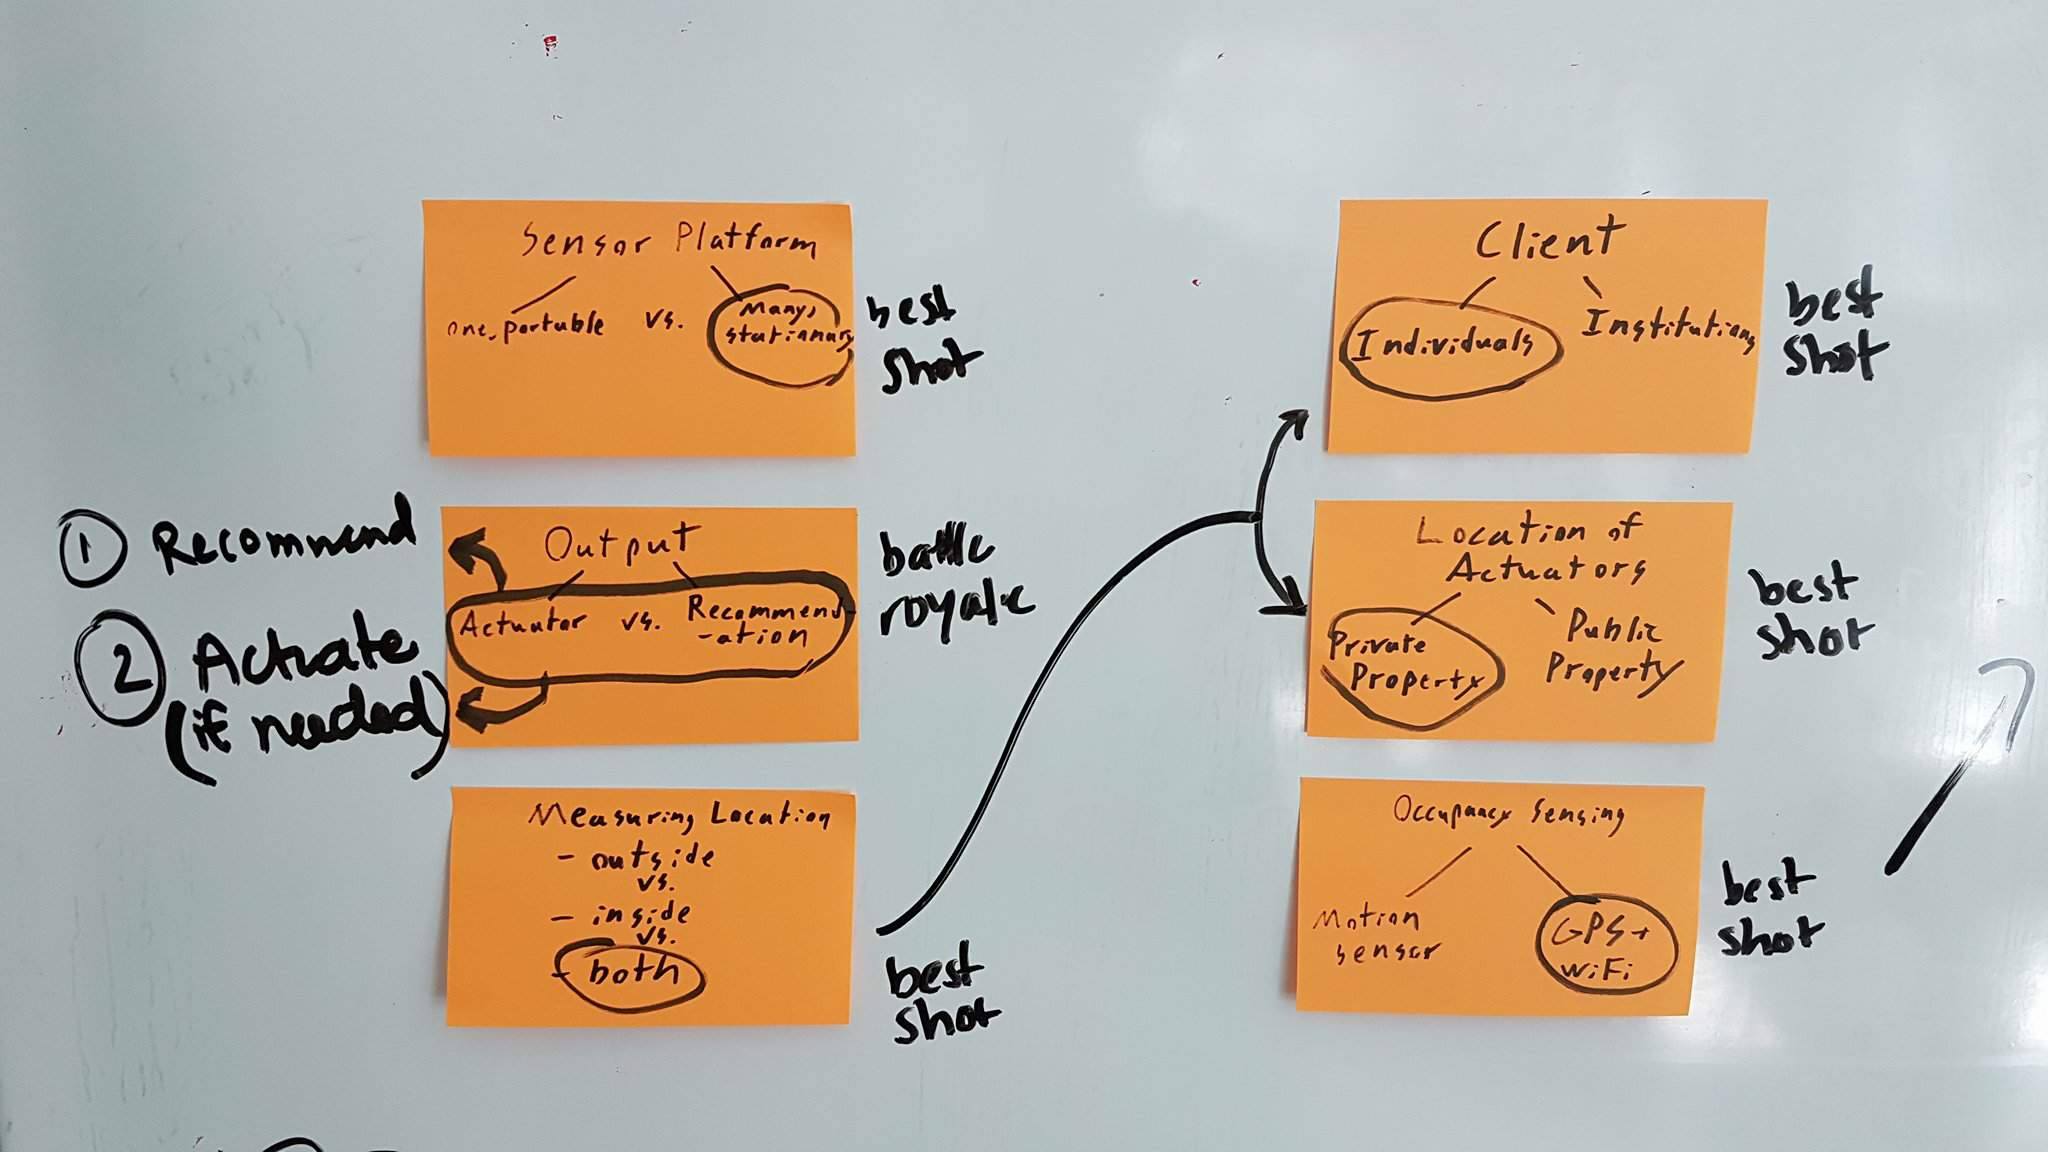 Sensor Platform
one, portable vs. Many,
stationary
best
shot
① Recommend
② Actuate
(if needed)
Output
Actuator vs. Recommend
-ation
battle
royale
Measuring Location
- outside
vs.
- inside
vs.
- both
best
shot
Client
Individuals Institutions
best
shot
Location of
Actuators
Private
Property
Public
Property
best
shot
Occupancy Sensing
Motion
sensor
GPS +
WiFi
best
shot